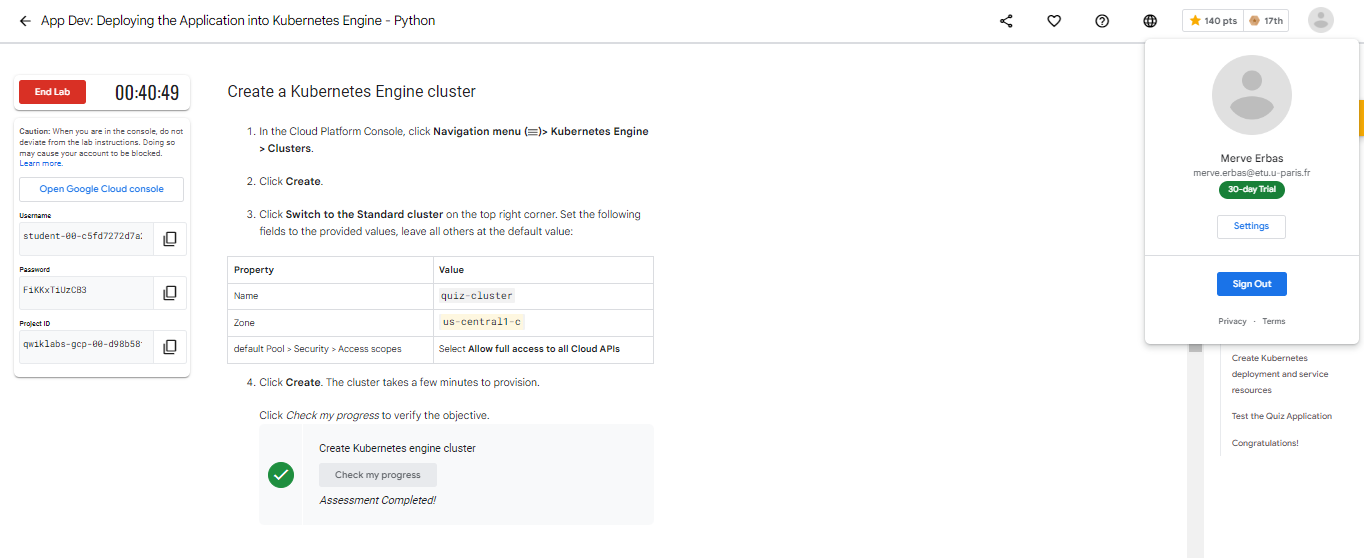 App Dev: Deploying the Application into Kubernetes Engine - Python
140 pts
17th
End Lab
00:40:49
Caution: When you are in the console, do not
deviate from the lab instructions. Doing so
may cause your account to be blocked.
Learn more.
Open Google Cloud console
Username
student-00-c5fd7272d7a
Password
FiKKxTiUzCB3
Project ID
qwiklabs-gcp-00-d98b58
Create a Kubernetes Engine cluster
1. In the Cloud Platform Console, click Navigation menu (≡)> Kubernetes Engine
> Clusters.
2. Click Create.
3. Click Switch to the Standard cluster on the top right corner. Set the following
fields to the provided values, leave all others at the default value:
Property Value
Name quiz-cluster
Zone us-central1-c
default Pool > Security > Access scopes Select Allow full access to all Cloud APIs
4. Click Create. The cluster takes a few minutes to provision.
Click Check my progress to verify the objective.
Create Kubernetes engine cluster
Check my progress
Assessment Completed!
Merve Erbas
merve.erbas@etu.u-paris.fr
30-day Trial
Settings
Sign Out
Privacy · Terms
Create Kubernetes
deployment and service
resources
Test the Quiz Application
Congratulations!